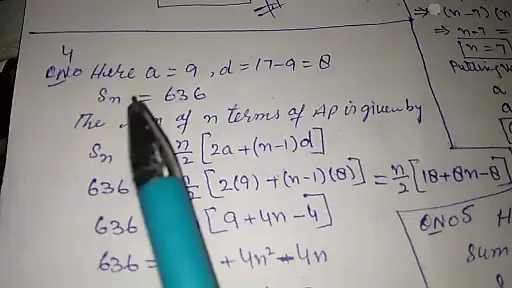 4
QNO Here a = 9 , d = 17-9 = 8
Sn = 636
The of n terms of AP is given by
Sn [2a+(n-1)d]
636 [2(9)+(n-1)(8)] = n/2 [18+8n-8]
636 [9+4n-4]
636 = + 4n² - 4n
⇒ (n-7)(n
⇒ n-7 =
n=7
Putting
a
a
QNO5 H
Sum